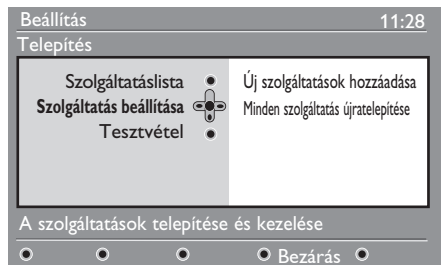 Beállítás 11:28
Telepítés
Szolgáltatáslista
Szolgáltatás beállítása
Tesztvétel
Új szolgáltatások hozzáadása
Minden szolgáltatás újratelepítése
A szolgáltatások telepítése és kezelése
Bezárás